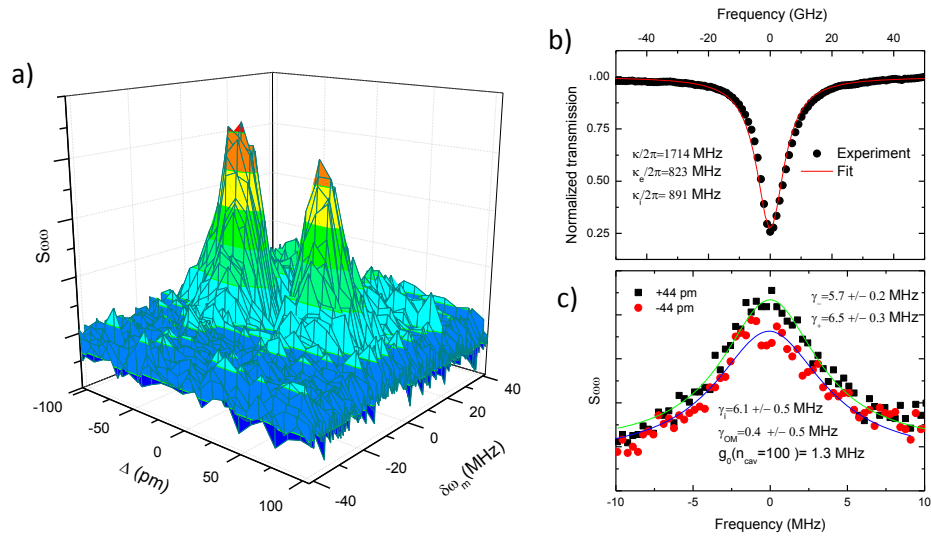 a)
Sωω
-100
-50
0
50
100
Δ (pm)
-40
-20
0
20
40
δω_m(MHz)
b)
Frequency (GHz)
-40
-20
0
20
40
1.00
0.75
0.50
0.25
Normalized transmission
κ/2π=1714 MHz
κ_e/2π=823 MHz
κ_i/2π= 891 MHz
Experiment
Fit
c)
Sωω
+44 pm
-44 pm
γ_-=5.7 +/- 0.2 MHz
γ_+=6.5 +/- 0.3 MHz
γ_i=6.1 +/- 0.5 MHz
γ_OM=0.4 +/- 0.5 MHz
g_0(n_cav=100 )= 1.3 MHz
-10
-5
0
5
10
Frequency (MHz)